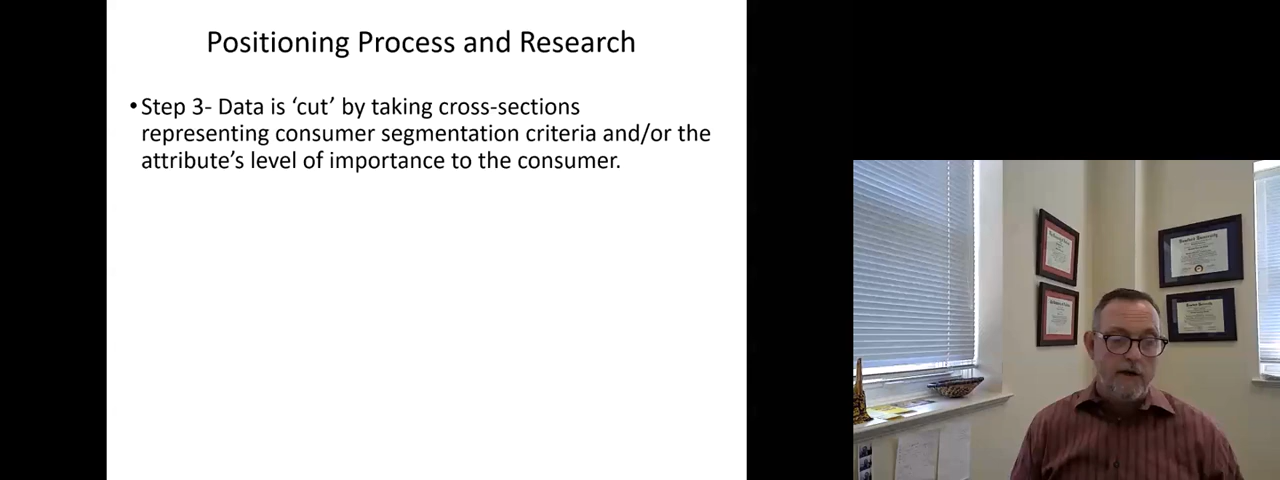 Positioning Process and Research
•Step 3- Data is ‘cut’ by taking cross-sections
representing consumer segmentation criteria and/or the
attribute’s level of importance to the consumer.